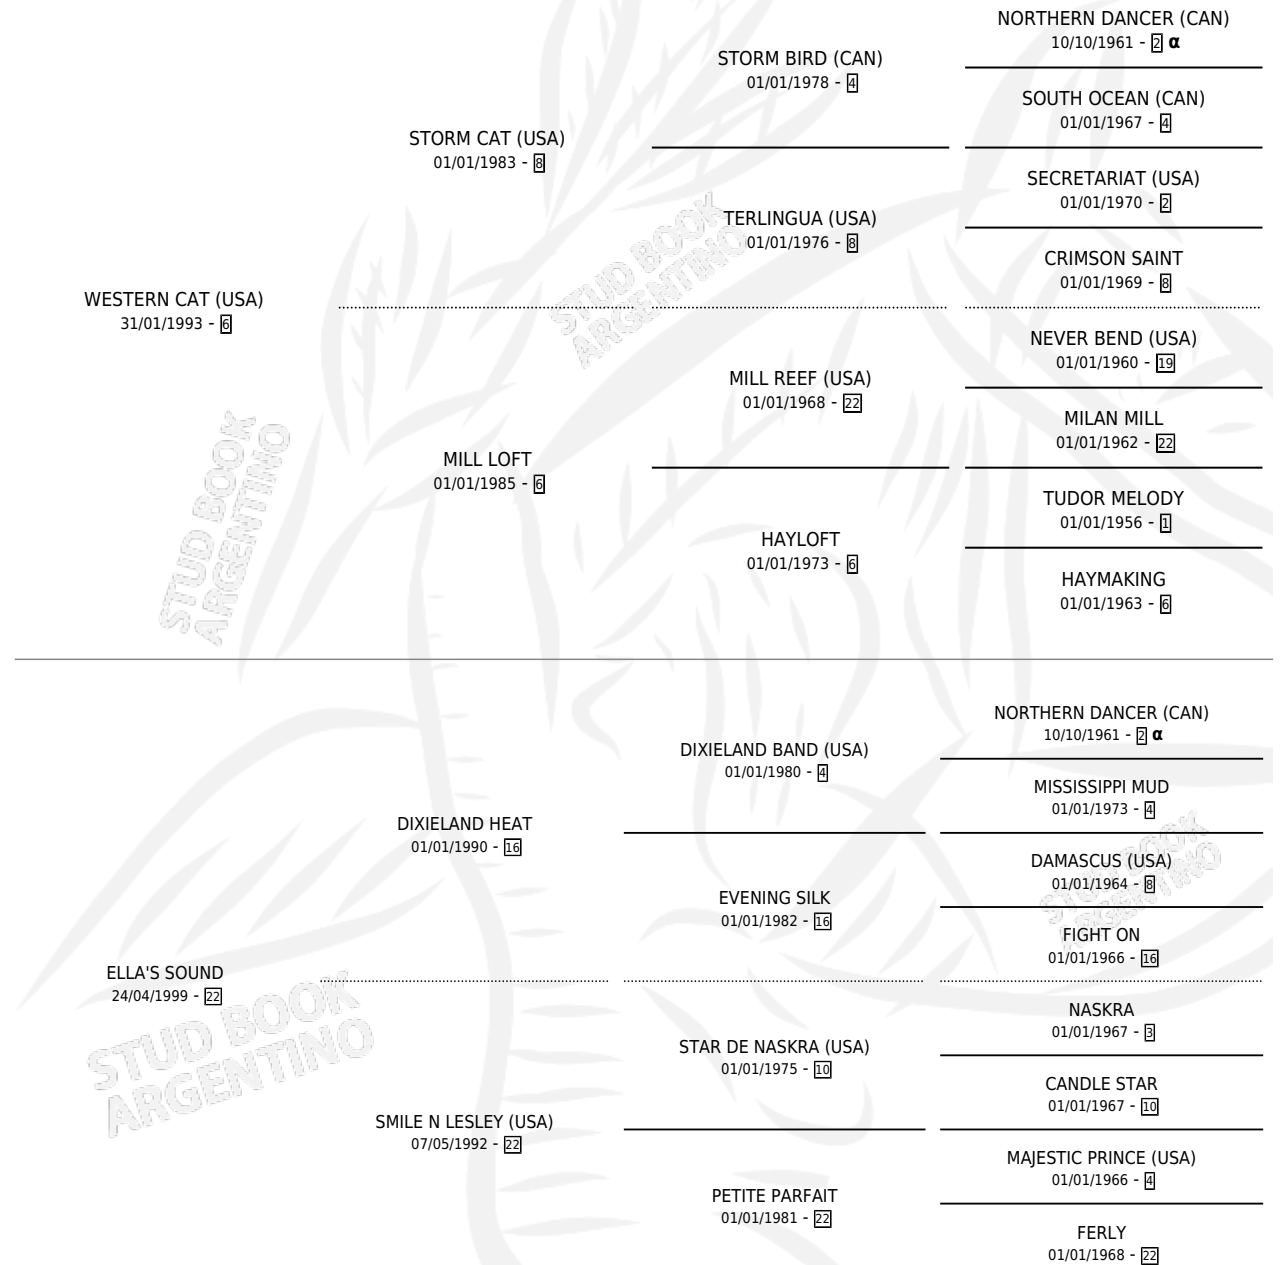 NORTHERN DANCER (CAN)
10/10/1961 - 2 α
STORM BIRD (CAN)
01/01/1978 - 4
SOUTH OCEAN (CAN)
01/01/1967 - 4
STORM CAT (USA)
01/01/1983 - 8
SECRETARIAT (USA)
01/01/1970 - 2
TERLINGUA (USA)
01/01/1976 - 8
CRIMSON SAINT
01/01/1969 - 8
WESTERN CAT (USA)
31/01/1993 - 6
NEVER BEND (USA)
01/01/1960 - 19
MILL REEF (USA)
01/01/1968 - 22
MILAN MILL
01/01/1962 - 22
MILL LOFT
01/01/1985 - 6
TUDOR MELODY
01/01/1956 - 1
HAYLOFT
01/01/1973 - 6
HAYMAKING
01/01/1963 - 6
NORTHERN DANCER (CAN)
10/10/1961 - 2 α
DIXIELAND BAND (USA)
01/01/1980 - 4
MISSISSIPPI MUD
01/01/1973 - 4
DIXIELAND HEAT
01/01/1990 - 16
DAMASCUS (USA)
01/01/1964 - 8
EVENING SILK
01/01/1982 - 16
FIGHT ON
01/01/1966 - 16
ELLA'S SOUND
24/04/1999 - 22
NASKRA
01/01/1967 - 3
STAR DE NASKRA (USA)
01/01/1975 - 10
CANDLE STAR
01/01/1967 - 10
SMILE N LESLEY (USA)
07/05/1992 - 22
MAJESTIC PRINCE (USA)
01/01/1966 - 4
PETITE PARFAIT
01/01/1981 - 22
FERLY
01/01/1968 - 22
STUD BOOK
ARGENTINO
STUD BOOK
ARGENTINO
STUD BOOK
ARGENTINO
STUD BOOK
ARGENTINO